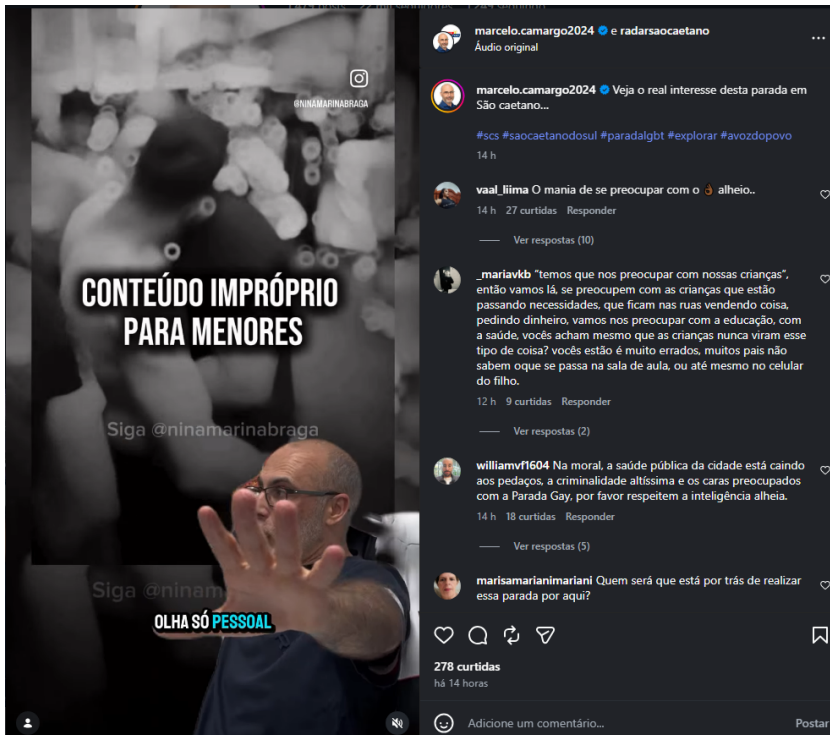 @NINAMARINABRAGA
CONTEÚDO IMPRÓPRIO
PARA MENORES
Siga @ninamarinabraga
Siga @ninam
OLHA SÓ PESSOAL
marcelo.camargo2024 e radarsaocaetano
Áudio original
marcelo.camargo2024 Veja o real interesse desta parada em
São caetano...
#scs #saocaetanodosul #paradalgbt #explorar #avozdopovo
14 h
vaal_liima O mania de se preocupar com o 👌🏿 alheio..
14 h 27 curtidas Responder
Ver respostas (10)
_mariavkb "temos que nos preocupar com nossas crianças",
então vamos lá, se preocupem com as crianças que estão
passando necessidades, que ficam nas ruas vendendo coisa,
pedindo dinheiro, vamos nos preocupar com a educação, com
a saúde, vocês acham mesmo que as crianças nunca viram esse
tipo de coisa? vocês estão é muito errados, muitos pais não
sabem oque se passa na sala de aula, ou até mesmo no celular
do filho.
12 h 9 curtidas Responder
Ver respostas (2)
williamvf1604 Na moral, a saúde pública da cidade está caindo
aos pedaços, a criminalidade altíssima e os caras preocupados
com a Parada Gay, por favor respeitem a inteligência alheia.
14 h 18 curtidas Responder
Ver respostas (5)
marisamarianimariani Quem será que está por trás de realizar
essa parada por aqui?
278 curtidas
há 14 horas
Adicione um comentário...
Postar